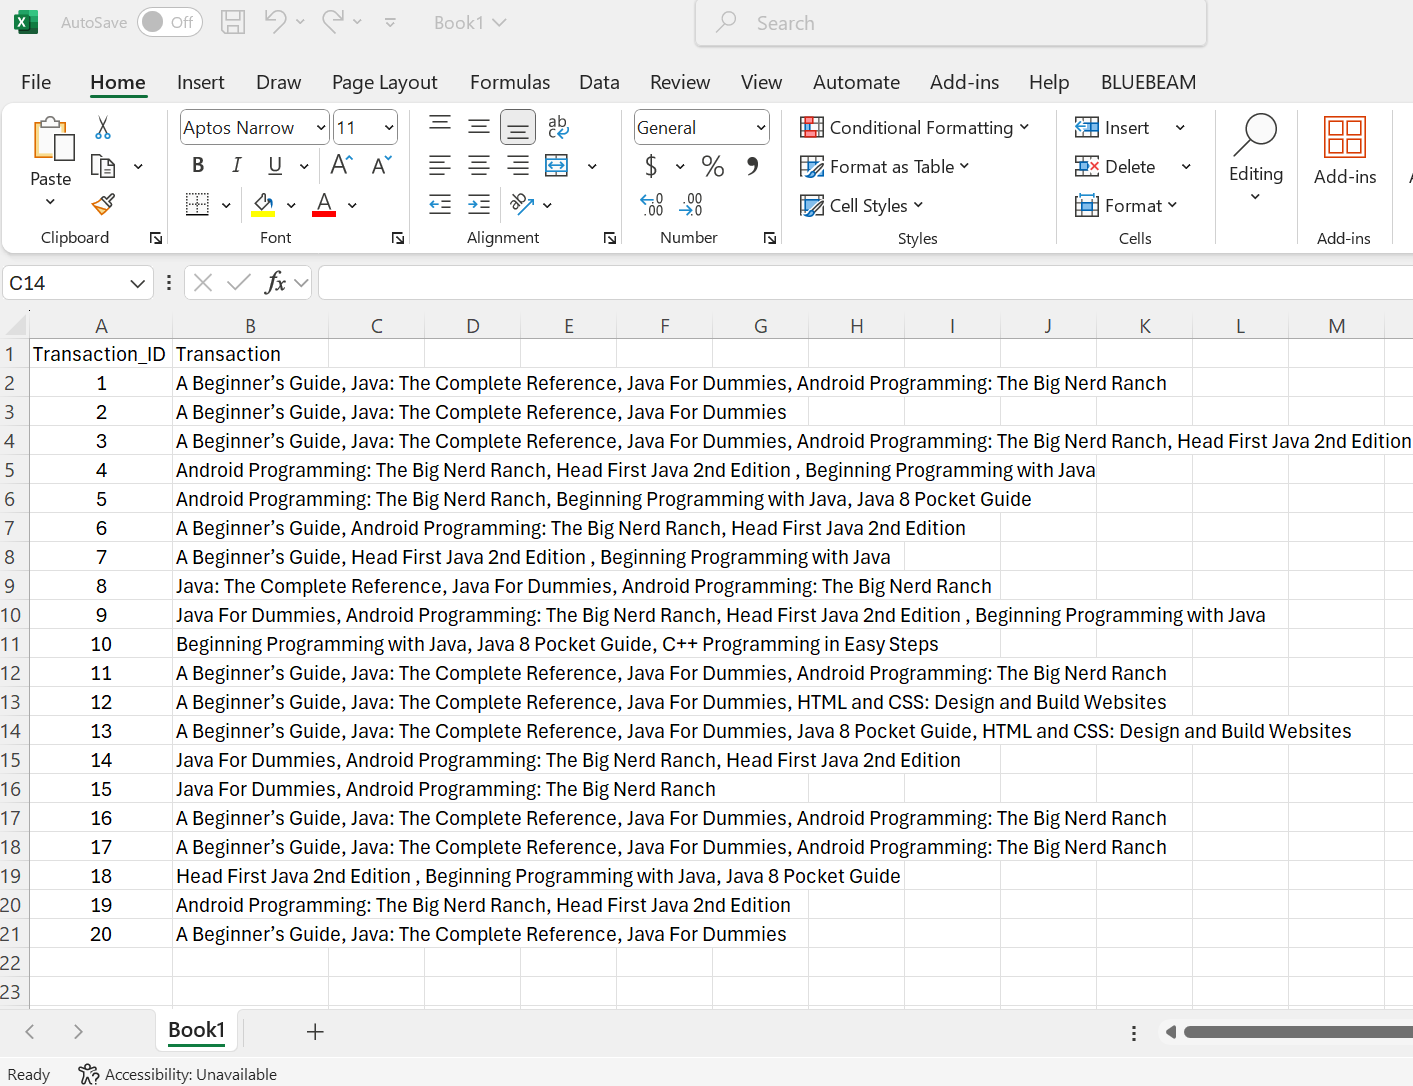 AutoSave Off Book1 Search
File Home Insert Draw Page Layout Formulas Data Review View Automate Add-ins Help BLUEBEAM
Paste
Clipboard
Aptos Narrow 11
B I U A A
A
Font
ab
Alignment
General
$ % 9
.00 .00
Number
Conditional Formatting
Format as Table
Cell Styles
Styles
Insert
Delete
Format
Cells
Editing
Add-ins
Add-ins
C14 fx
A B C D E F G H I J K L M
1 Transaction_ID Transaction
2 1 A Beginner’s Guide, Java: The Complete Reference, Java For Dummies, Android Programming: The Big Nerd Ranch
3 2 A Beginner’s Guide, Java: The Complete Reference, Java For Dummies
4 3 A Beginner’s Guide, Java: The Complete Reference, Java For Dummies, Android Programming: The Big Nerd Ranch, Head First Java 2nd Edition
5 4 Android Programming: The Big Nerd Ranch, Head First Java 2nd Edition , Beginning Programming with Java
6 5 Android Programming: The Big Nerd Ranch, Beginning Programming with Java, Java 8 Pocket Guide
7 6 A Beginner’s Guide, Android Programming: The Big Nerd Ranch, Head First Java 2nd Edition
8 7 A Beginner’s Guide, Head First Java 2nd Edition , Beginning Programming with Java
9 8 Java: The Complete Reference, Java For Dummies, Android Programming: The Big Nerd Ranch
10 9 Java For Dummies, Android Programming: The Big Nerd Ranch, Head First Java 2nd Edition , Beginning Programming with Java
11 10 Beginning Programming with Java, Java 8 Pocket Guide, C++ Programming in Easy Steps
12 11 A Beginner’s Guide, Java: The Complete Reference, Java For Dummies, Android Programming: The Big Nerd Ranch
13 12 A Beginner’s Guide, Java: The Complete Reference, Java For Dummies, HTML and CSS: Design and Build Websites
14 13 A Beginner’s Guide, Java: The Complete Reference, Java For Dummies, Java 8 Pocket Guide, HTML and CSS: Design and Build Websites
15 14 Java For Dummies, Android Programming: The Big Nerd Ranch, Head First Java 2nd Edition
16 15 Java For Dummies, Android Programming: The Big Nerd Ranch
17 16 A Beginner’s Guide, Java: The Complete Reference, Java For Dummies, Android Programming: The Big Nerd Ranch
18 17 A Beginner’s Guide, Java: The Complete Reference, Java For Dummies, Android Programming: The Big Nerd Ranch
19 18 Head First Java 2nd Edition , Beginning Programming with Java, Java 8 Pocket Guide
20 19 Android Programming: The Big Nerd Ranch, Head First Java 2nd Edition
21 20 A Beginner’s Guide, Java: The Complete Reference, Java For Dummies
22
23
Book1
Ready Accessibility: Unavailable